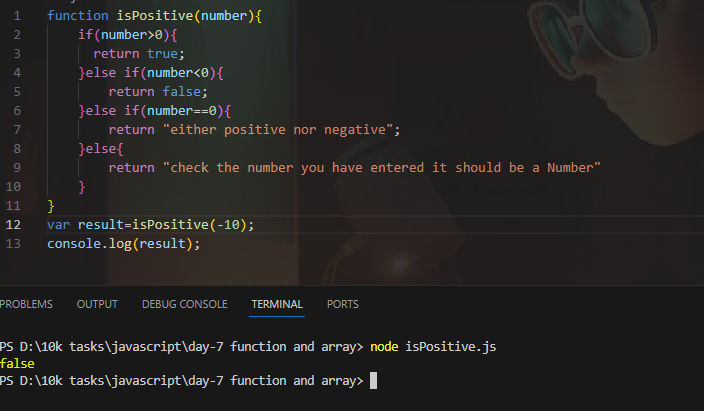 1 function isPositive(number){
2     if(number>0){
3       return true;
4     }else if(number<0){
5         return false;
6     }else if(number==0){
7         return "either positive nor negative";
8     }else{
9         return "check the number you have entered it should be a Number"
10     }
11 }
12 var result=isPositive(-10);
13 console.log(result);
PROBLEMS OUTPUT DEBUG CONSOLE TERMINAL PORTS
PS D:\10k tasks\javascript\day-7 function and array> node isPositive.js
false
PS D:\10k tasks\javascript\day-7 function and array>